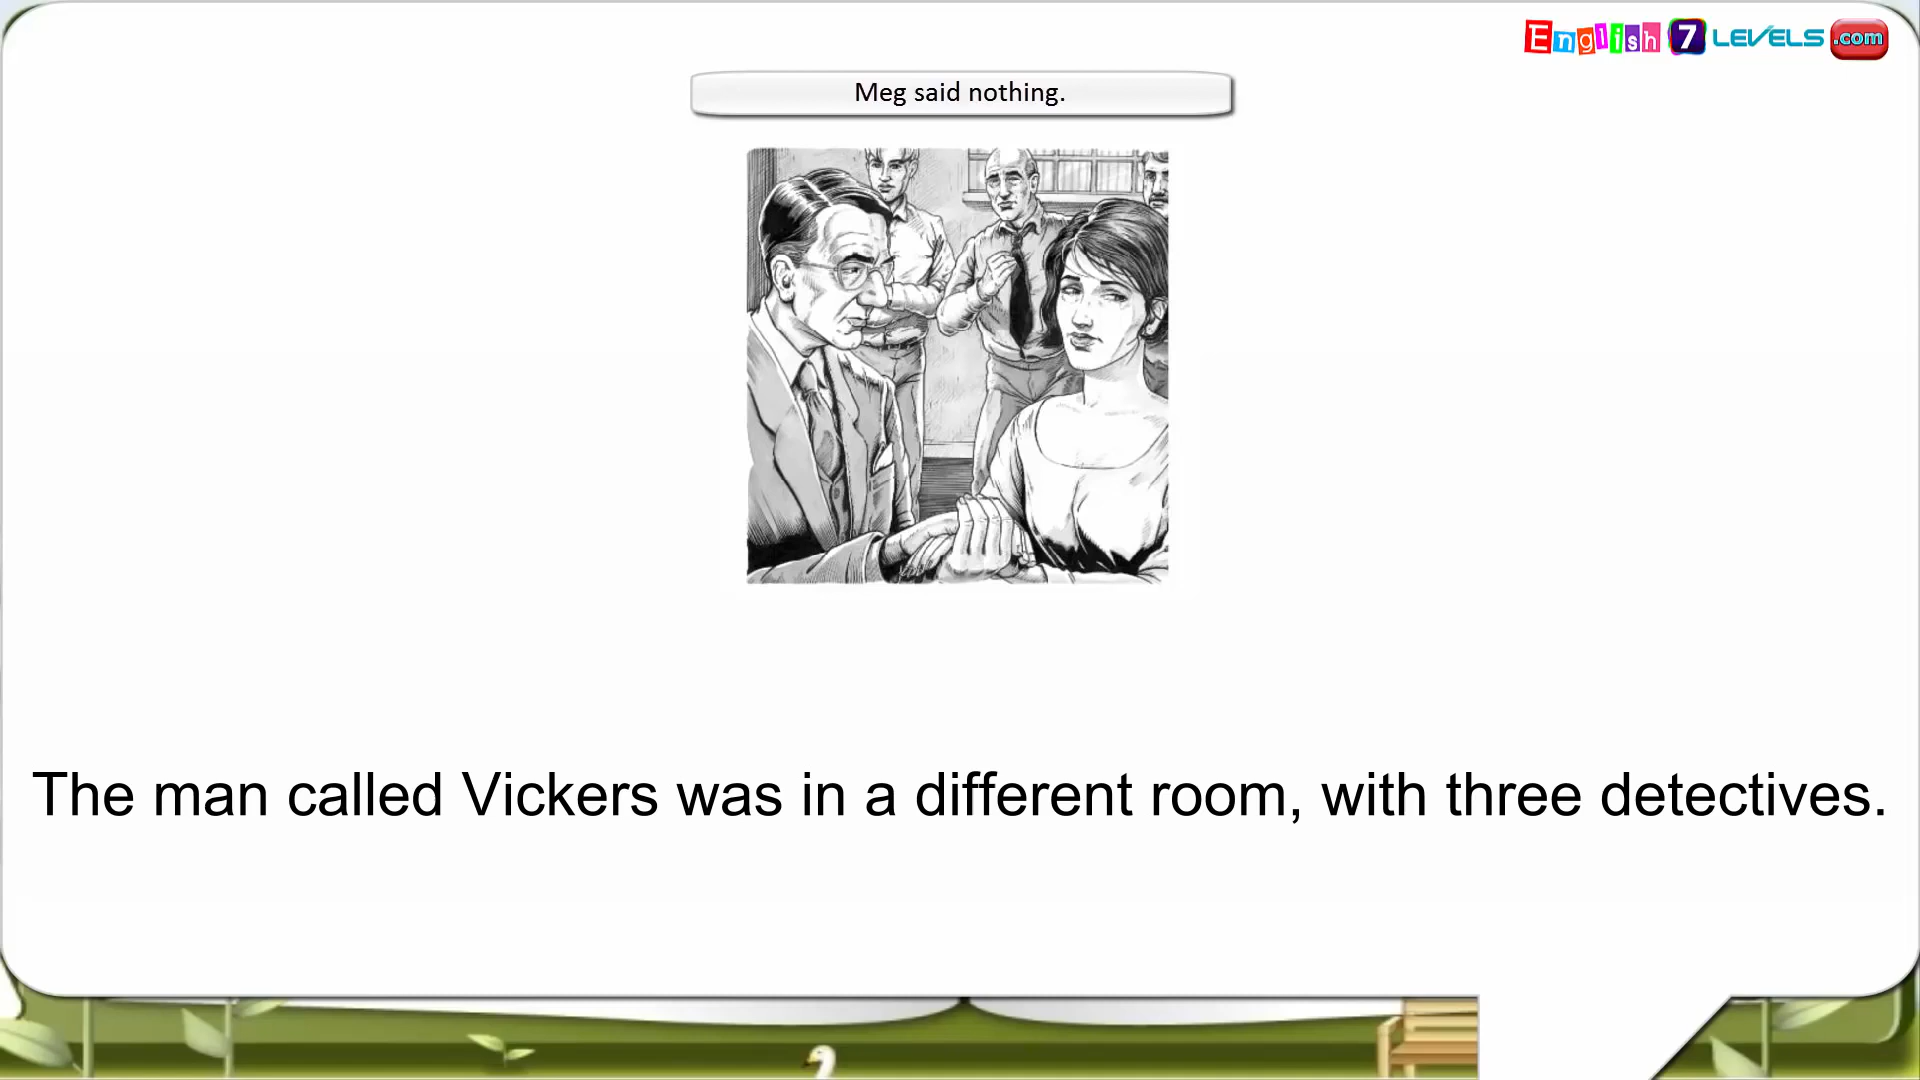 English 7 LEVELS .com
Meg said nothing.
The man called Vickers was in a different room, with three detectives.